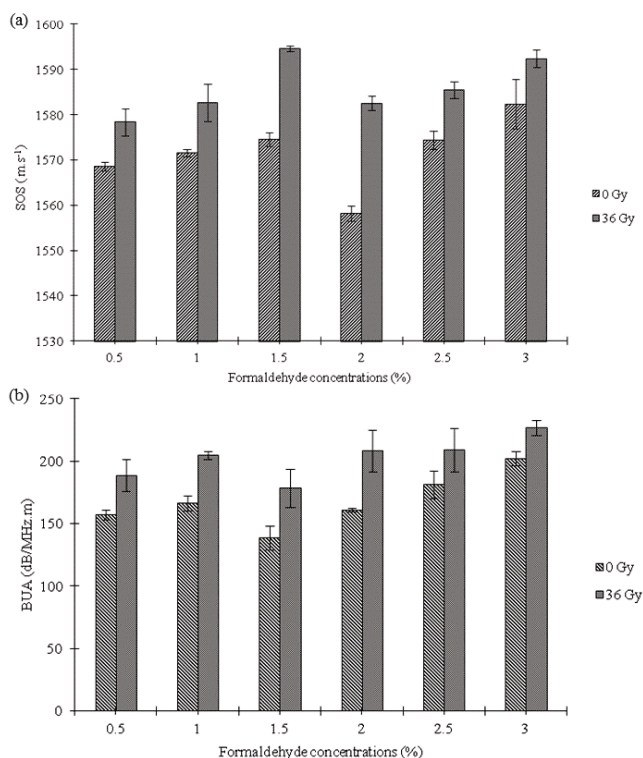 (a)
1600
1590
1580
1570
1560
1550
1540
1530
SOS (m.s⁻¹)
0 Gy
36 Gy
0.5 1 1.5 2 2.5 3
Formaldehyde concentrations (%)
(b)
250
200
150
100
50
0
BUA (dB/MHz.m)
0 Gy
36 Gy
0.5 1 1.5 2 2.5 3
Formaldehyde concentrations (%)